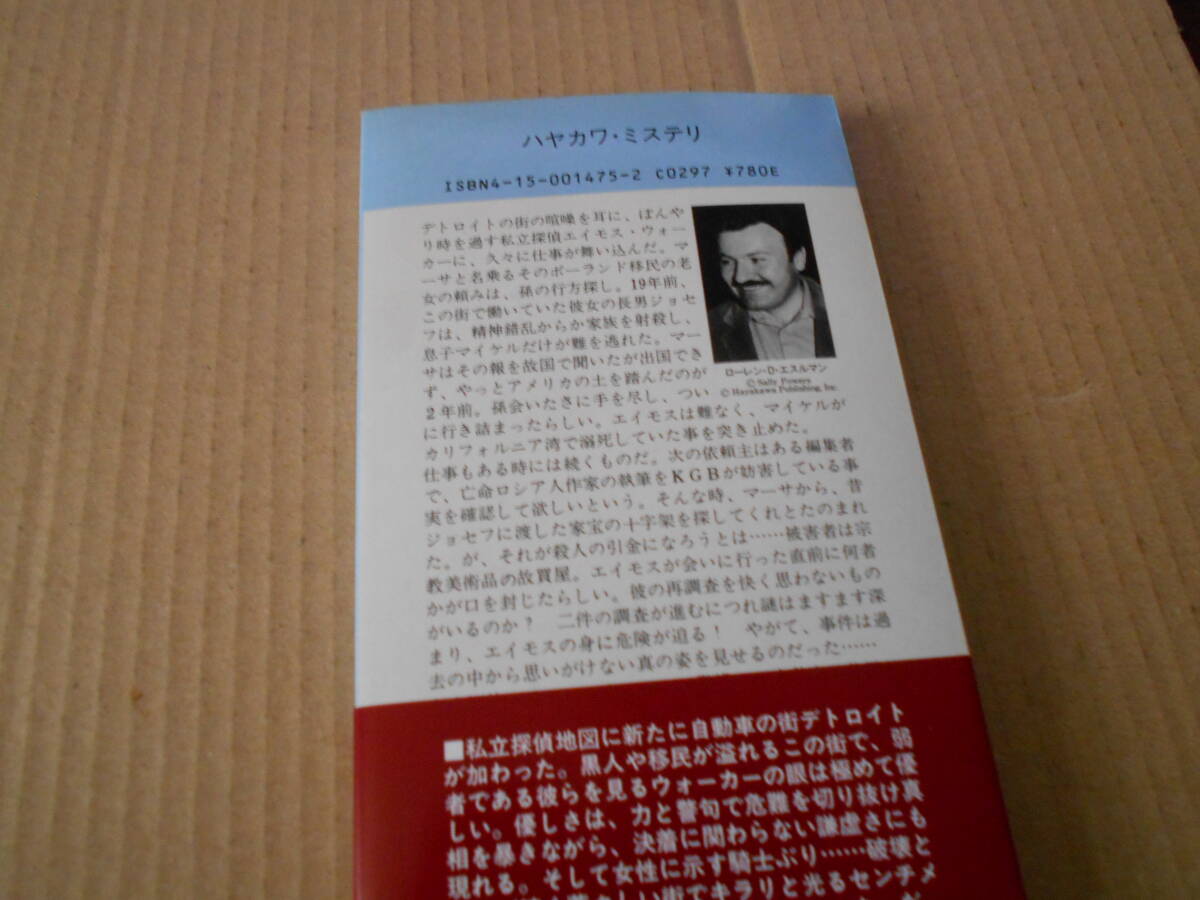 ハヤカワ・ミステリ
ISBN4-15-001475-2 C0297 ¥780E
デトロイトの街の喧噪を耳に、ぼんや
り時を過す私立探偵エイモス・ウォー
カーに、久々に仕事が舞い込んだ。マ
ーサと名乗るそのポーランド移民の老
女の頼みは、孫の行方探し。19年前、
この街で働いていた彼女の長男ジョセ
フは、精神錯乱からか家族を射殺し、
息子マイケルだけが難を逃れた。マー
サはその報を故国で聞いたが出国でき
ず、やっとアメリカの土を踏んだのが
2年前。孫会いたさに手を尽し、つい
に行き詰まったらしい。エイモスは難なく、マイケルが
カリフォルニア湾で溺死していた事を突き止めた。
仕事もある時には続くものだ。次の依頼主はある編集者
で、亡命ロシア人作家の執筆をKGBが妨害している事
実を確認して欲しいという。そんな時、マーサから、昔
ジョセフに渡した家宝の十字架を探してくれとたのまれ
た。が、それが殺人の引金になろうとは……被害者は宗
教美術品の故買屋。エイモスが会いに行った直前に何者
かが口を封じたらしい。彼の再調査を快く思わないもの
がいるのか? 二件の調査が進むにつれ謎はますます深
まり、エイモスの身に危険が迫る! やがて、事件は過
去の中から思いがけない真の姿を見せるのだった……
ローレン・D・エスルマン
© Sally Powers
© Hayakawa Publishing, Inc.
■私立探偵地図に新たに自動車の街デトロイト
が加わった。黒人や移民が溢れるこの街で、弱
者である彼らを見るウォーカーの眼は極めて優
しい。優しさは、力と警句で危難を切り抜け真
相を暴きながら、決着に関わらない謙虚さにも
現れる。そして女性に示す騎士ぶり……破壊と
しい街でキラリと光るセンチメ